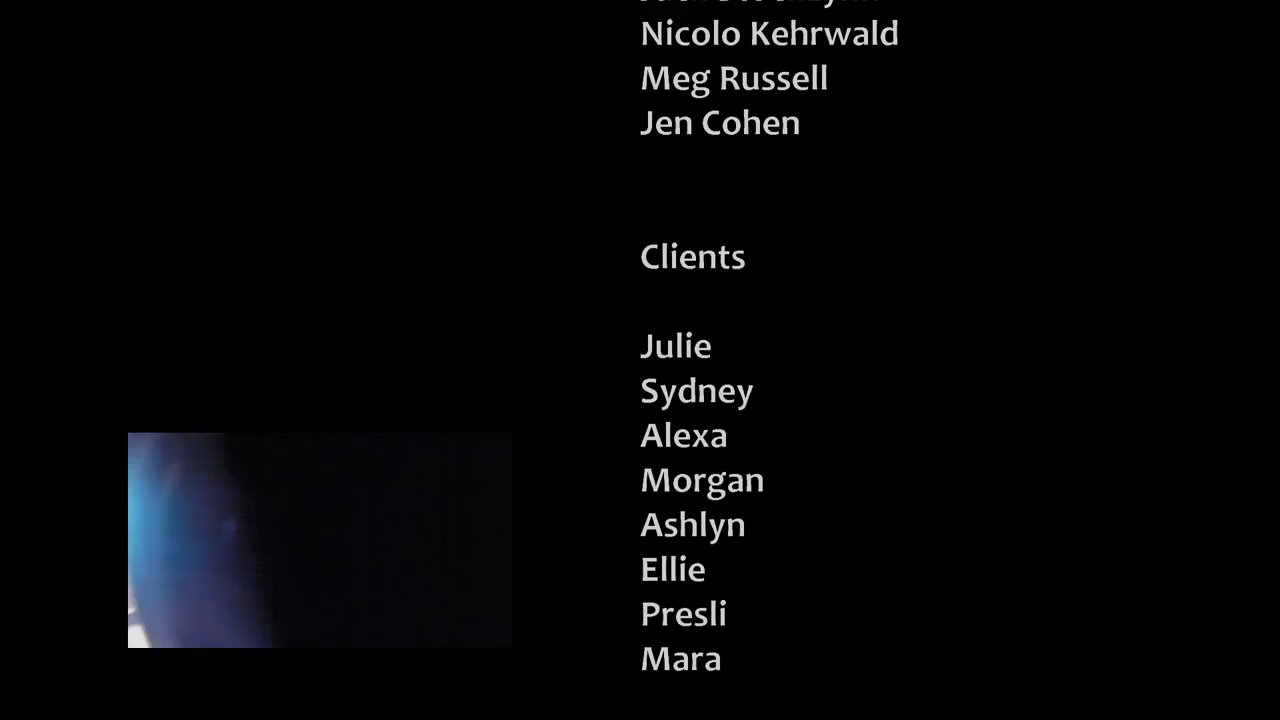 Nicolo Kehrwald
Meg Russell
Jen Cohen
Clients
Julie
Sydney
Alexa
Morgan
Ashlyn
Ellie
Presli
Mara